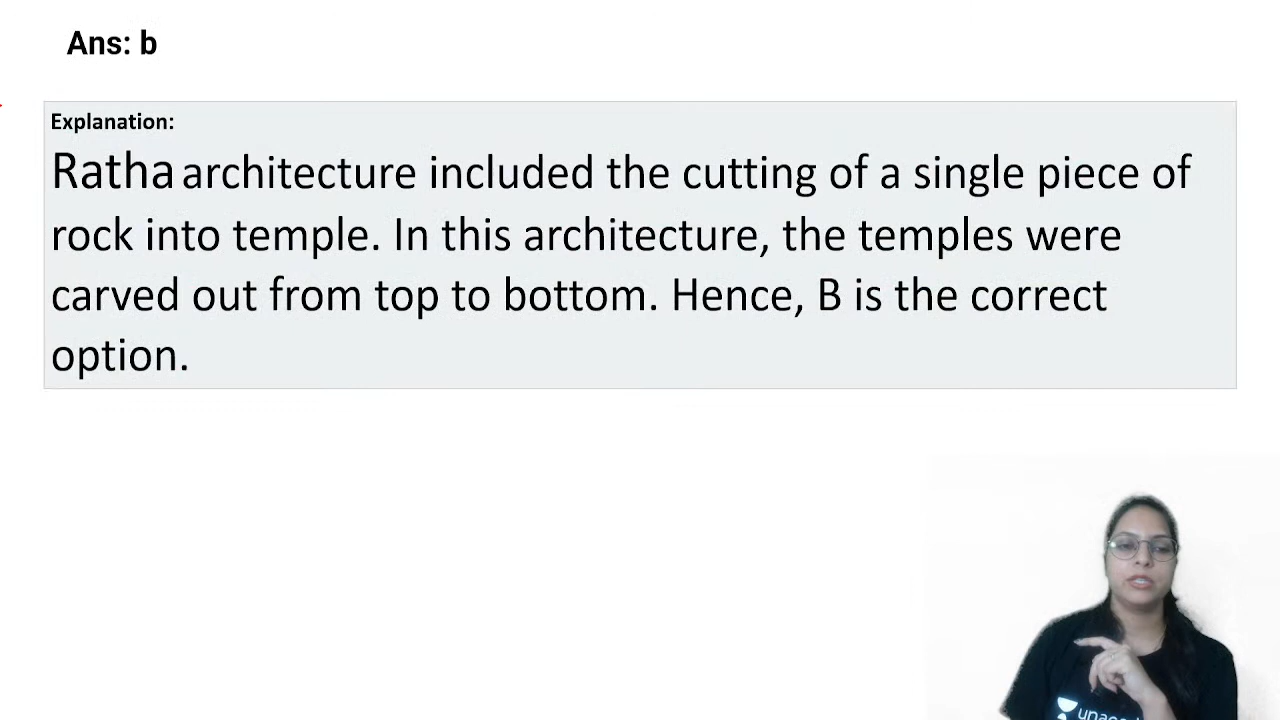 Ans: b
Explanation:
Ratha architecture included the cutting of a single piece of
rock into temple. In this architecture, the temples were
carved out from top to bottom. Hence, B is the correct
option.